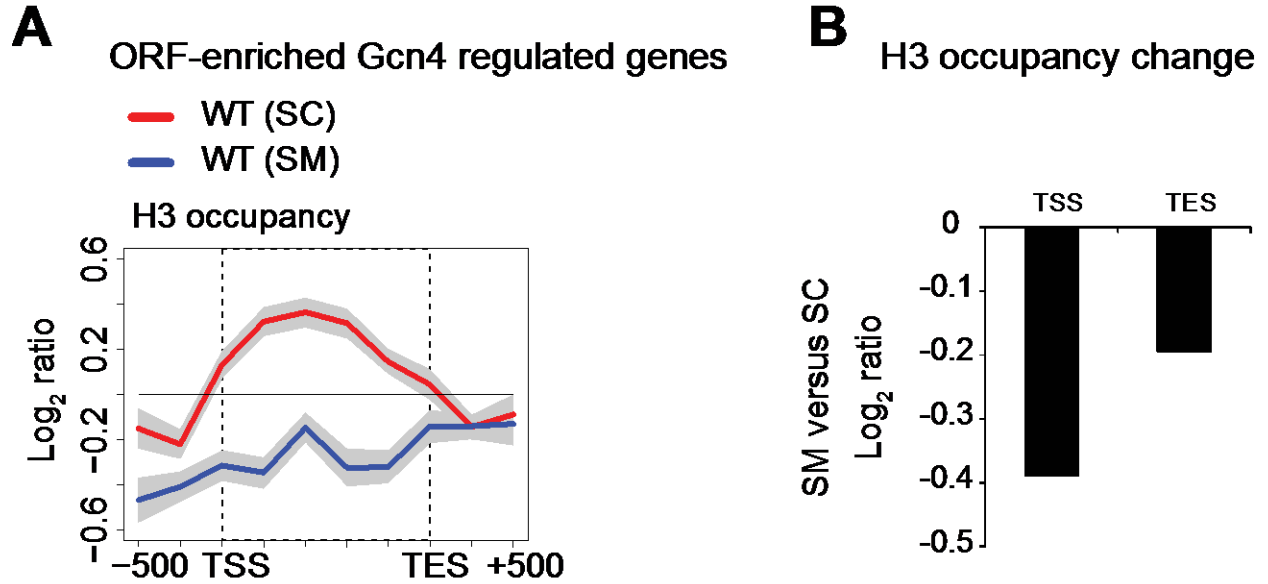 A
ORF-enriched Gcn4 regulated genes
WT (SC)
WT (SM)
H3 occupancy
Log2 ratio
0.6
0.2
−0.2
−0.6
−500 TSS TES +500
B
H3 occupancy change
TSS TES
SM versus SC
Log2 ratio
0
-0.1
-0.2
-0.3
-0.4
-0.5